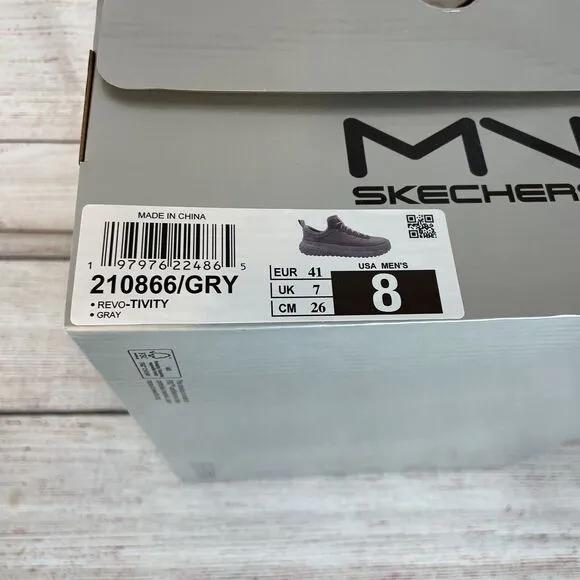 MV
SKECHERS
MADE IN CHINA
1 97976 22486 5
210866/GRY
• REVO-TIVITY
• GRAY
EUR 41
UK 7
CM 26
USA MEN'S
8